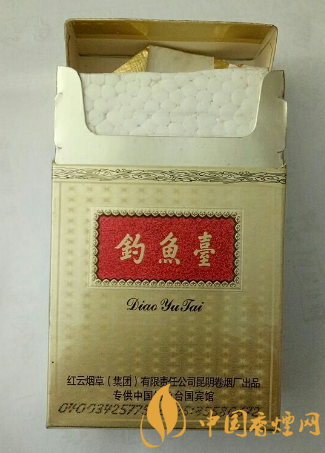 釣魚臺
Diao Yu Tai
红云烟草（集团）有限责任公司昆明卷烟厂出品
专供中国 台国宾馆
中国香烟网